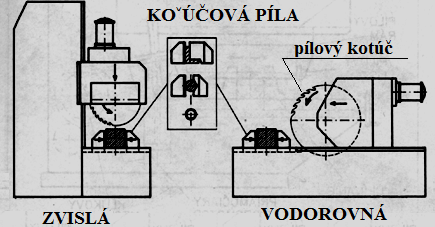 KOˇÚČOVÁ PÍLA
pílový kotúč
ZVISLÁ
VODOROVNÁ